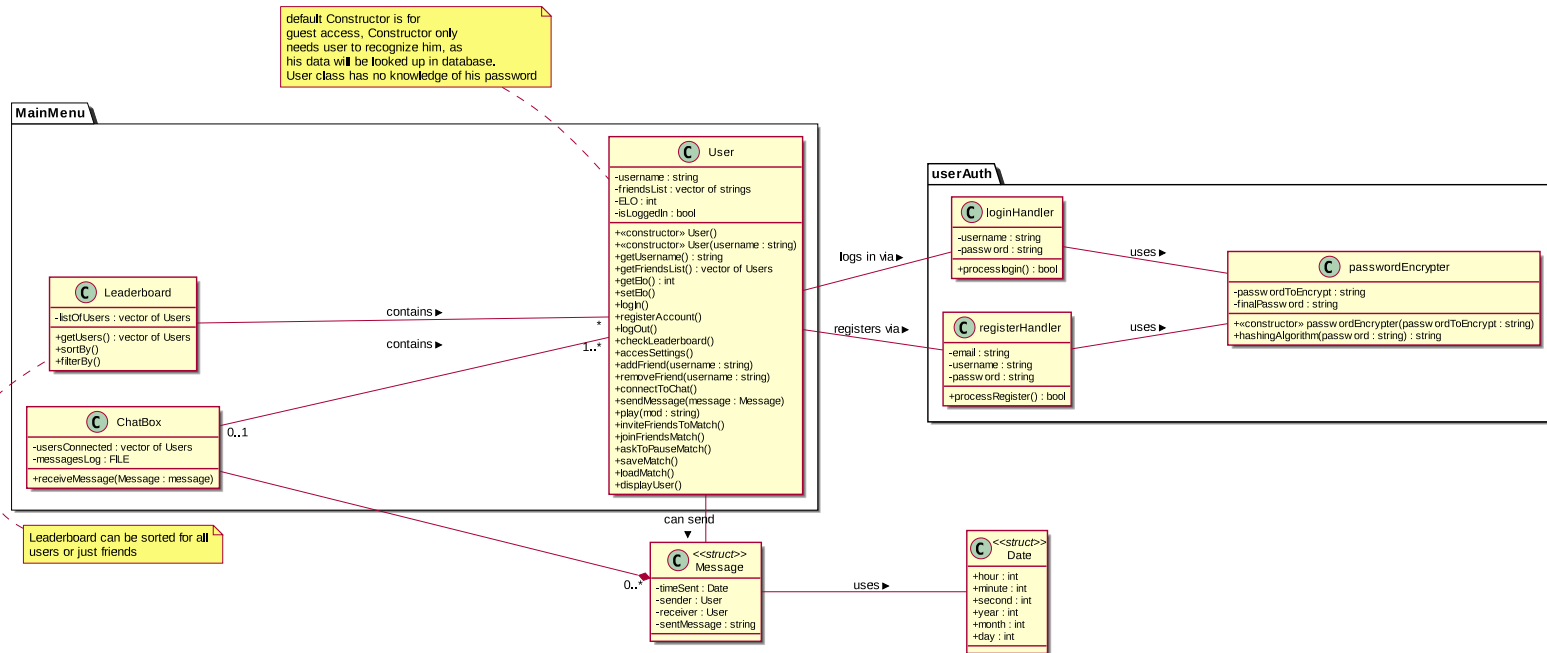 default Constructor is for
guest access, Constructor only
needs user to recognize him, as
his data will be looked up in database.
User class has no knowledge of his password
MainMenu
C User
-username : string
-friendsList : vector of strings
-ELO : int
-isLoggedIn : bool
+«constructor» User()
+«constructor» User(username : string)
+getUsername() : string
+getFriendsList() : vector of Users
+getElo() : int
+setElo()
+logIn()
+registerAccount()
+logOut()
+checkLeaderboard()
+accesSettings()
+addFriend(username : string)
+removeFriend(username : string)
+connectToChat()
+sendMessage(message : Message)
+play(mod : string)
+inviteFriendsToMatch()
+joinFriendsMatch()
+askToPauseMatch()
+saveMatch()
+loadMatch()
+displayUser()
C Leaderboard
-listOfUsers : vector of Users
+getUsers() : vector of Users
+sortBy()
+filterBy()
contains ►
*
contains ►
1..*
0..1
C ChatBox
-usersConnected : vector of Users
-messagesLog : FILE
+receiveMessage(Message : message)
Leaderboard can be sorted for all
users or just friends
userAuth
logs in via ►
registers via ►
C loginHandler
-username : string
-password : string
+processlogin() : bool
C registerHandler
-email : string
-username : string
-password : string
+processRegister() : bool
uses ►
uses ►
C passwordEncrypter
-passwordToEncrypt : string
-finalPassword : string
+«constructor» passwordEncrypter(passwordToEncrypt : string)
+hashingAlgorithm(password : string) : string
can send
▼
0..*
C <<struct>>
Message
-timeSent : Date
-sender : User
-receiver : User
-sentMessage : string
uses ►
C <<struct>>
Date
+hour : int
+minute : int
+second : int
+year : int
+month : int
+day : int